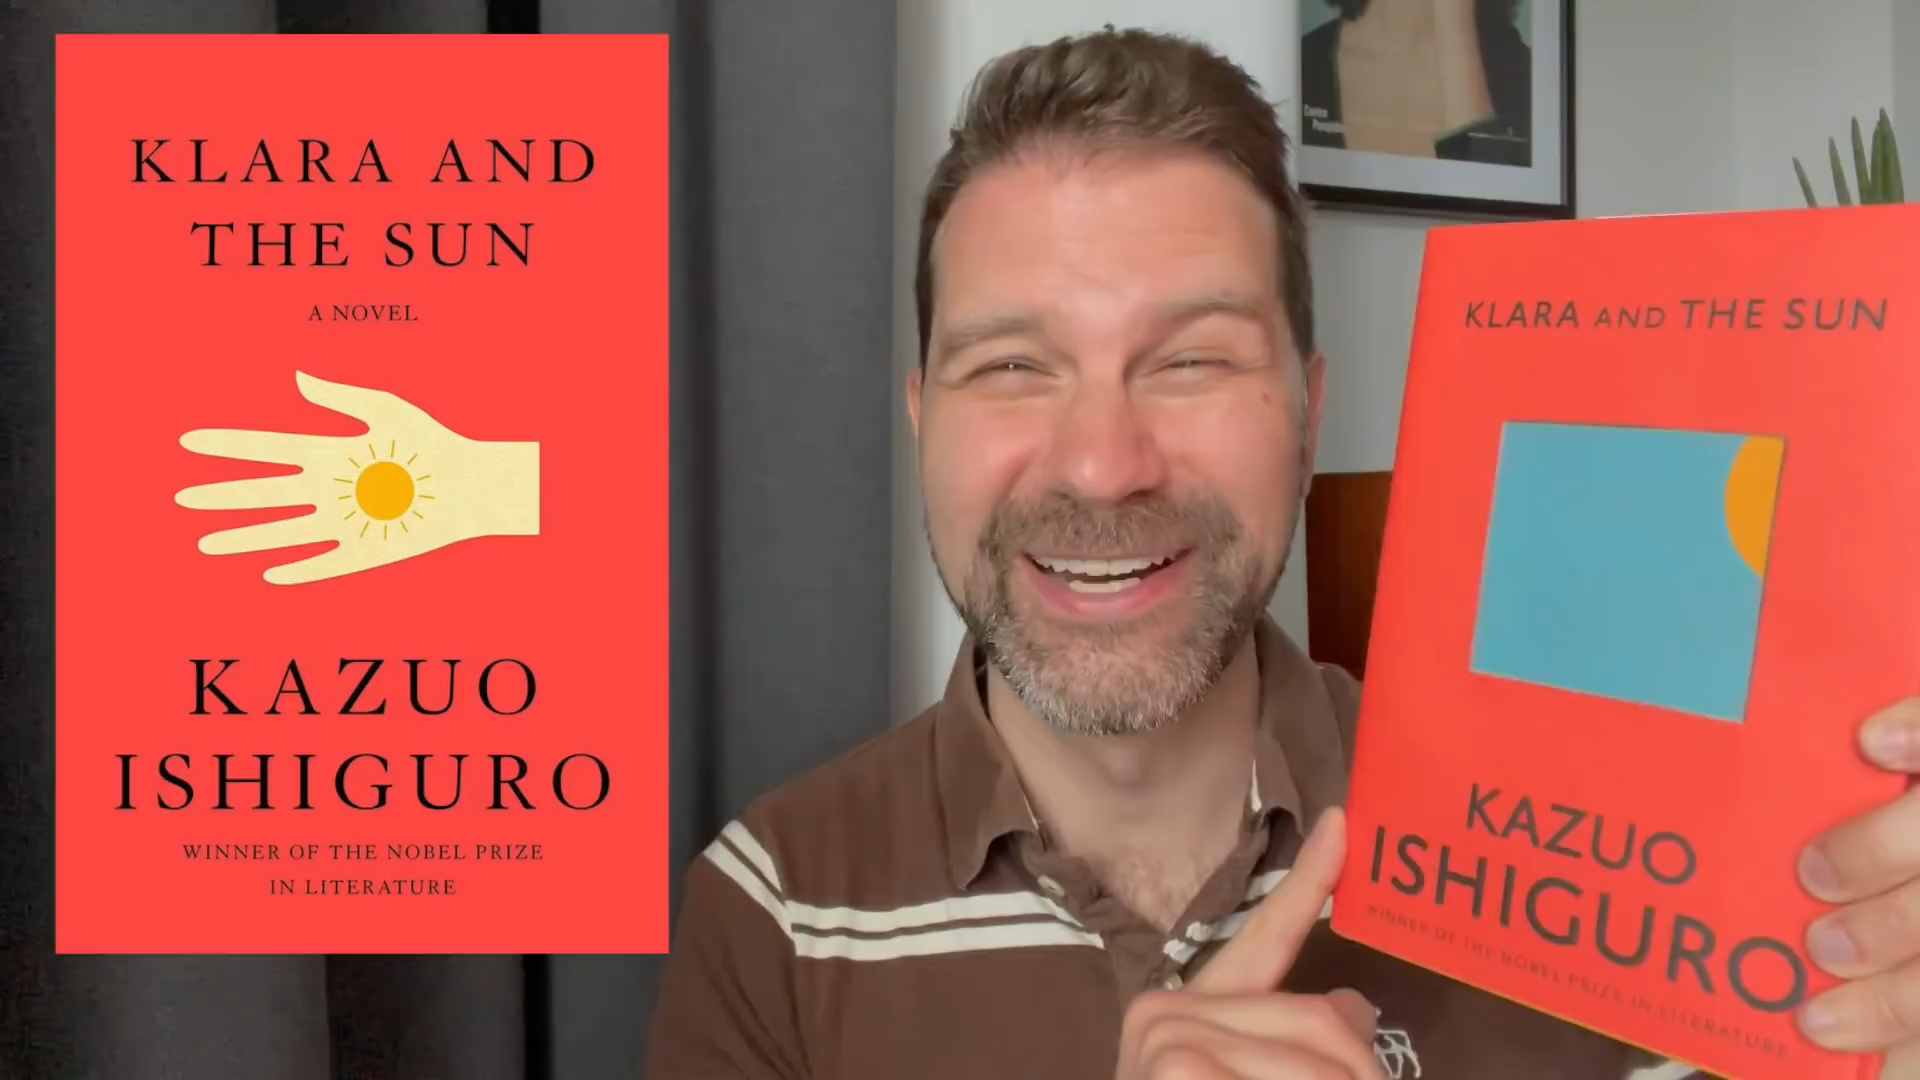 KLARA AND
THE SUN
A NOVEL
KAZUO
ISHIGURO
WINNER OF THE NOBEL PRIZE
IN LITERATURE
KLARA AND THE SUN
KAZUO
ISHIGURO
WINNER OF THE NOBEL PRIZE IN LITERATURE